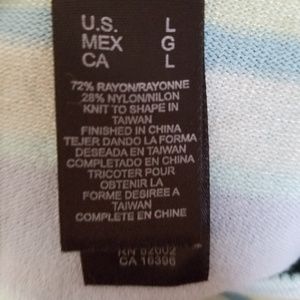 U.S. L
MEX G
CA L
72% RAYON/RAYONNE
28% NYLON/NILON
KNIT TO SHAPE IN
TAIWAN
FINISHED IN CHINA
TEJER DANDO LA FORMA
DESEADA EN TAIWAN
COMPLETADO EN CHINA
TRICOTER POUR
OBTENIR LA
FORME DESIREE A
TAIWAN
COMPLETE EN CHINE
RN 82002
CA 16396